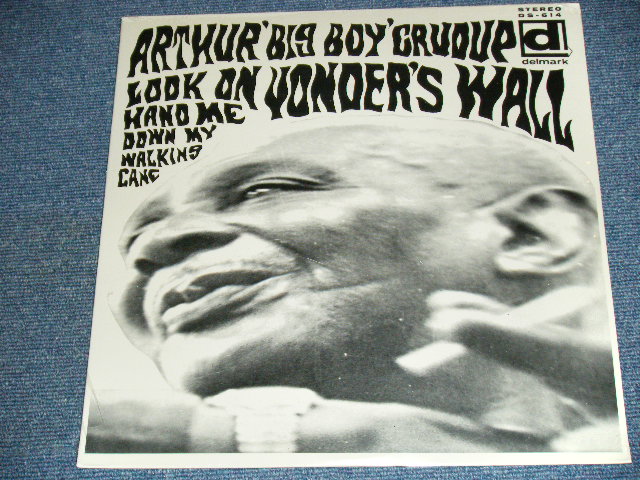 STEREO
DS-614
ARTHUR 'BIG BOY' CRUDUP
d
delmark
LOOK ON YONDER'S WALL
HAND ME
DOWN MY
WALKING
CANE